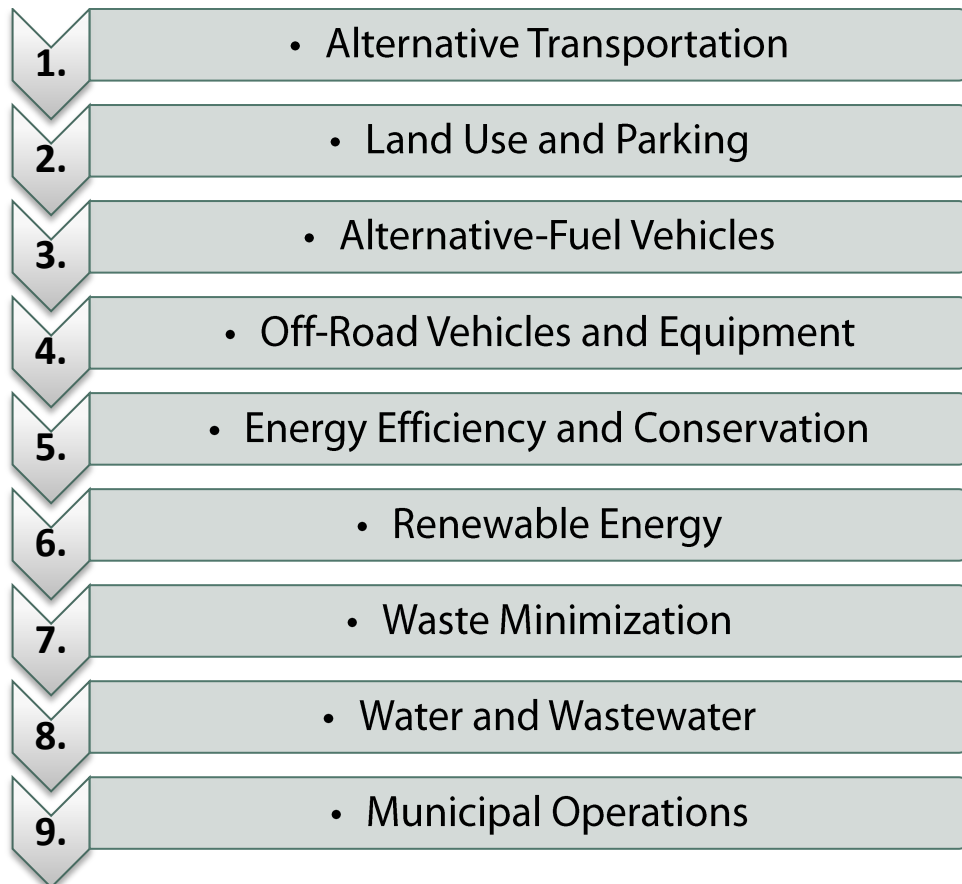 1. • Alternative Transportation
2. • Land Use and Parking
3. • Alternative-Fuel Vehicles
4. • Off-Road Vehicles and Equipment
5. • Energy Efficiency and Conservation
6. • Renewable Energy
7. • Waste Minimization
8. • Water and Wastewater
9. • Municipal Operations